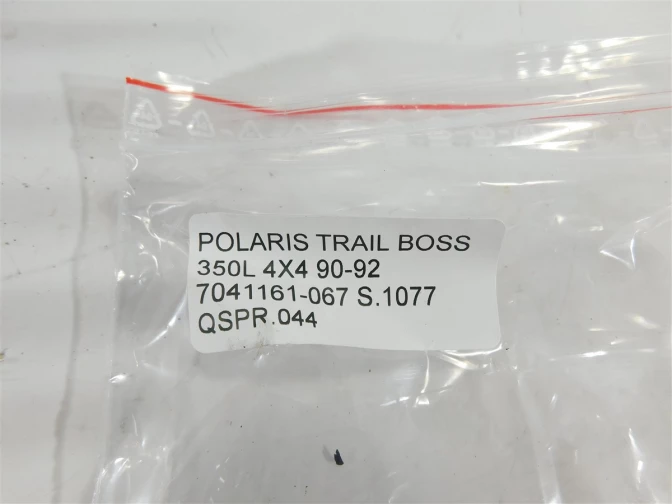 POLARIS TRAIL BOSS
350L 4X4 90-92
7041161-067 S.1077
QSPR.044